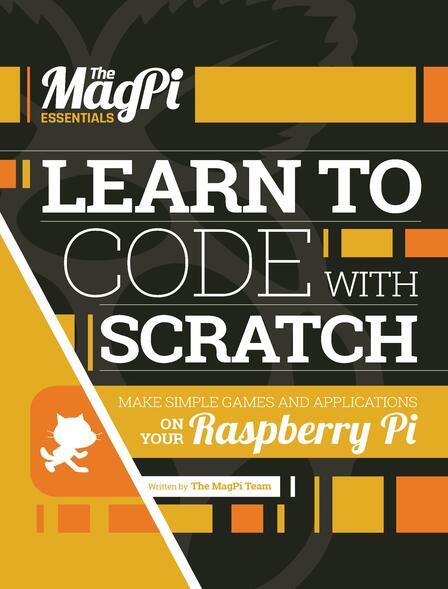 The
MagPi
ESSENTIALS
LEARN TO
CODE WITH
SCRATCH
MAKE SIMPLE GAMES AND APPLICATIONS
ON YOUR Raspberry Pi
Written by The MagPi Team